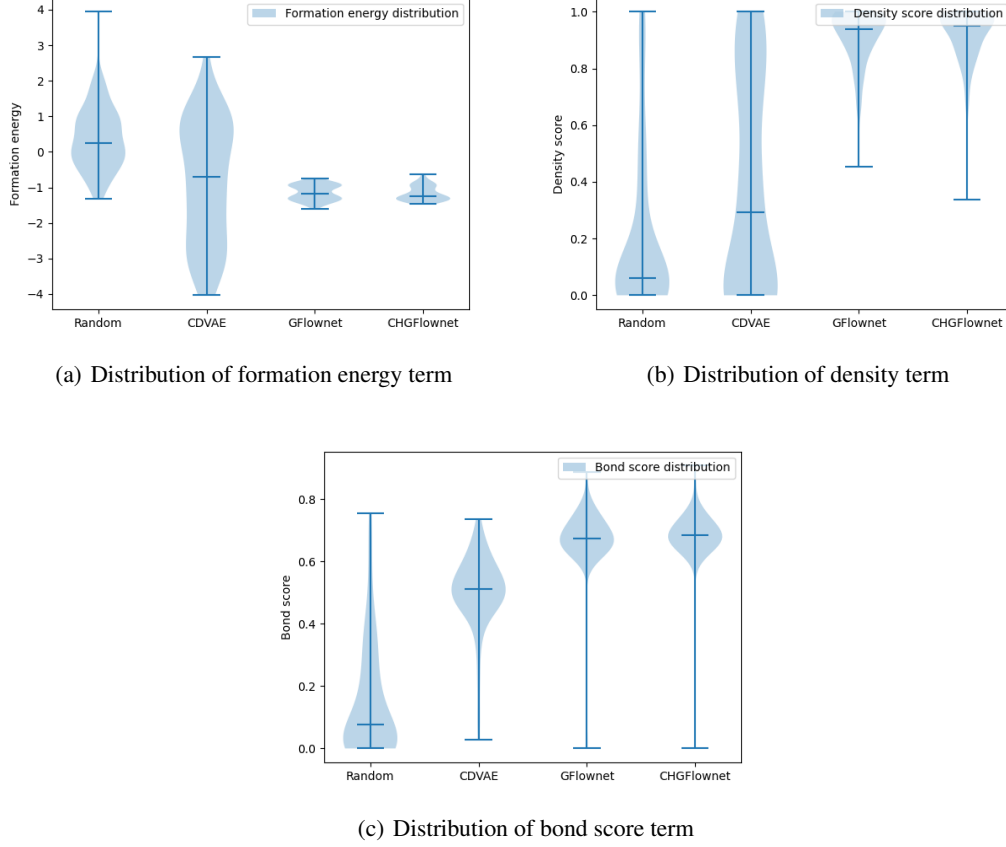 4
3
2
1
0
−1
−2
−3
−4
Formation energy
Formation energy distribution
Random
CDVAE
GFlownet
CHGFlownet
(a) Distribution of formation energy term
1.0
0.8
0.6
0.4
0.2
0.0
Density score
Density score distribution
Random
CDVAE
GFlownet
CHGFlownet
(b) Distribution of density term
0.8
0.6
0.4
0.2
0.0
Bond score
Bond score distribution
Random
CDVAE
GFlownet
CHGFlownet
(c) Distribution of bond score term